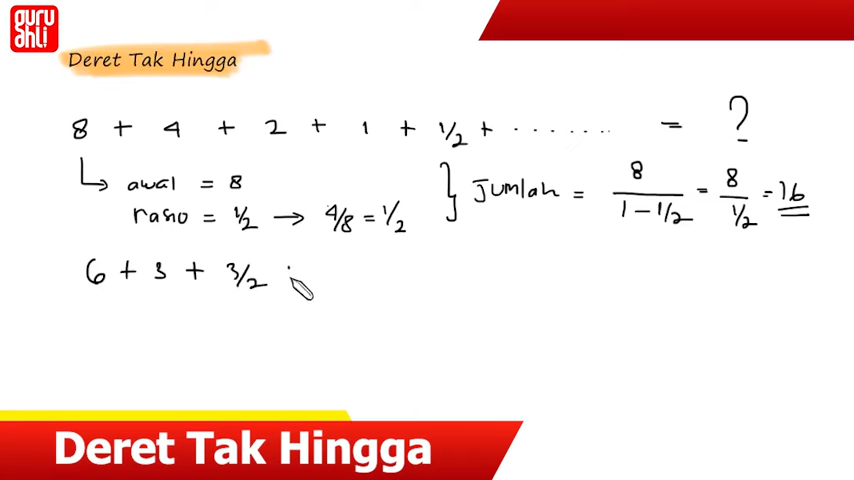 guru
ahli
Deret Tak Hingga
8 + 4 + 2 + 1 + 1/2 + ....... = ?
awal = 8
rasio = 1/2 → 4/8 = 1/2
} Jumlah = 8 / (1 - 1/2) = 8 / (1/2) = 16
6 + 3 + 3/2
Deret Tak Hingga